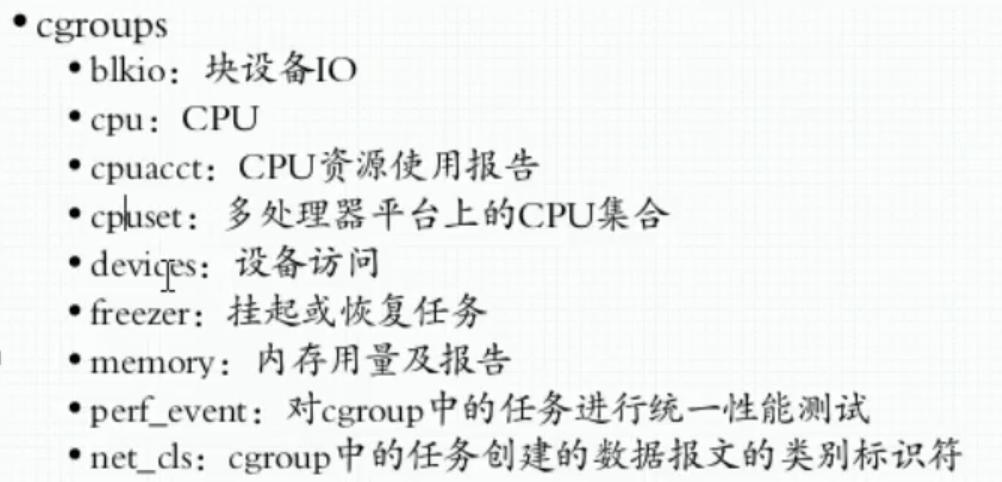 • cgroups
• blkio：块设备IO
• cpu：CPU
• cpuacct：CPU资源使用报告
• cpuset：多处理器平台上的CPU集合
• devices：设备访问
• freezer：挂起或恢复任务
• memory：内存用量及报告
• perf_event：对cgroup中的任务进行统一性能测试
• net_cls：cgroup中的任务创建的数据报文的类别标识符